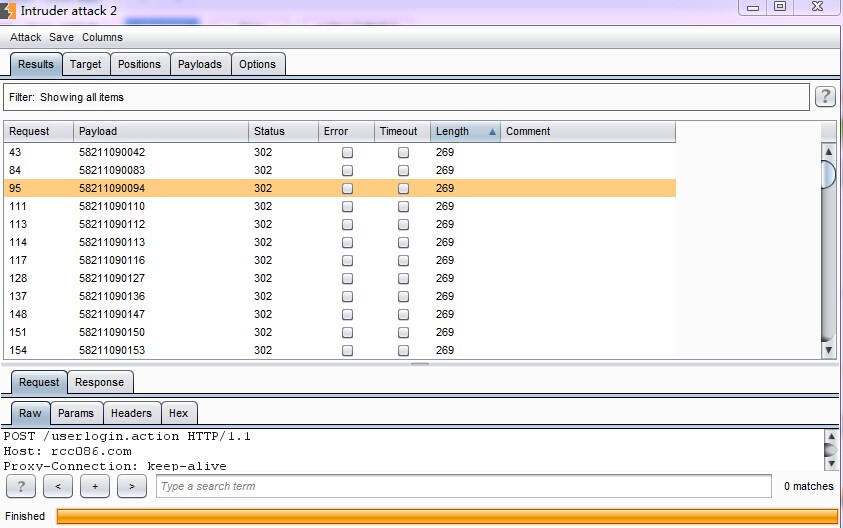 Intruder attack 2
Attack Save Columns
Results Target Positions Payloads Options
Filter: Showing all items ?
Request Payload Status Error Timeout Length Comment
43 58211090042 302 269
84 58211090083 302 269
95 58211090094 302 269
111 58211090110 302 269
113 58211090112 302 269
114 58211090113 302 269
117 58211090116 302 269
128 58211090127 302 269
137 58211090136 302 269
148 58211090147 302 269
151 58211090150 302 269
154 58211090153 302 269
Request Response
Raw Params Headers Hex
POST /userlogin.action HTTP/1.1
Host: rcc086.com
Proxy-Connection: keep-alive
? < + > Type a search term 0 matches
Finished